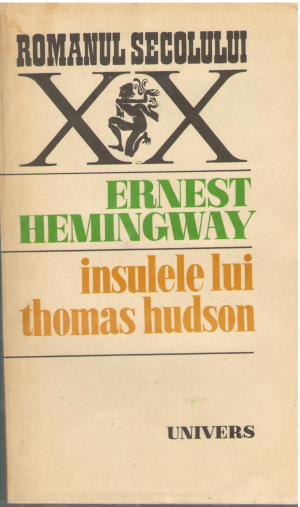 ROMANUL SECOLULUI
XX
ERNEST
HEMINGWAY
insulele lui
thomas hudson
UNIVERS